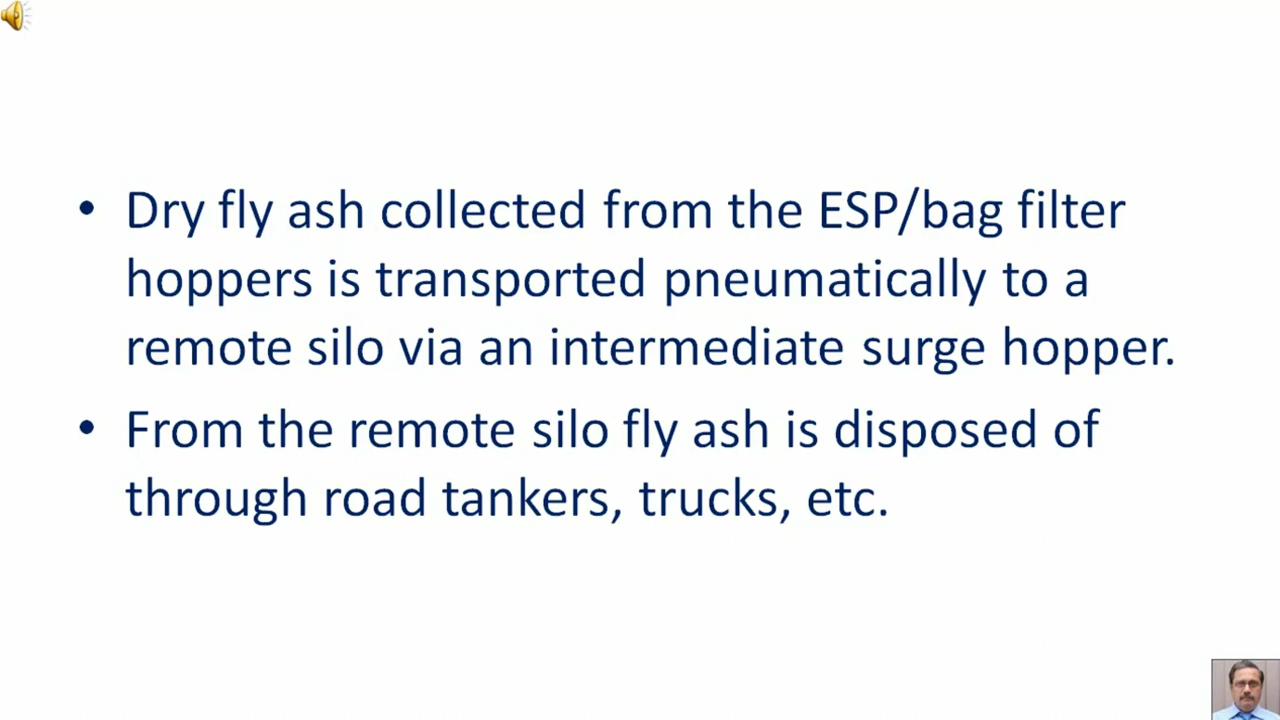 • Dry fly ash collected from the ESP/bag filter
hoppers is transported pneumatically to a
remote silo via an intermediate surge hopper.
• From the remote silo fly ash is disposed of
through road tankers, trucks, etc.